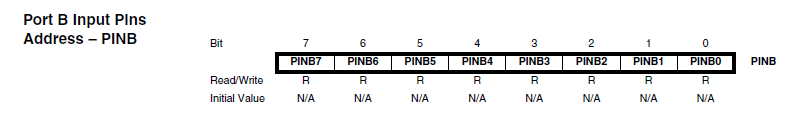 Port B Input Pins
Address – PINB
Bit 7 6 5 4 3 2 1 0
PINB7 PINB6 PINB5 PINB4 PINB3 PINB2 PINB1 PINB0 PINB
Read/Write R R R R R R R R
Initial Value N/A N/A N/A N/A N/A N/A N/A N/A